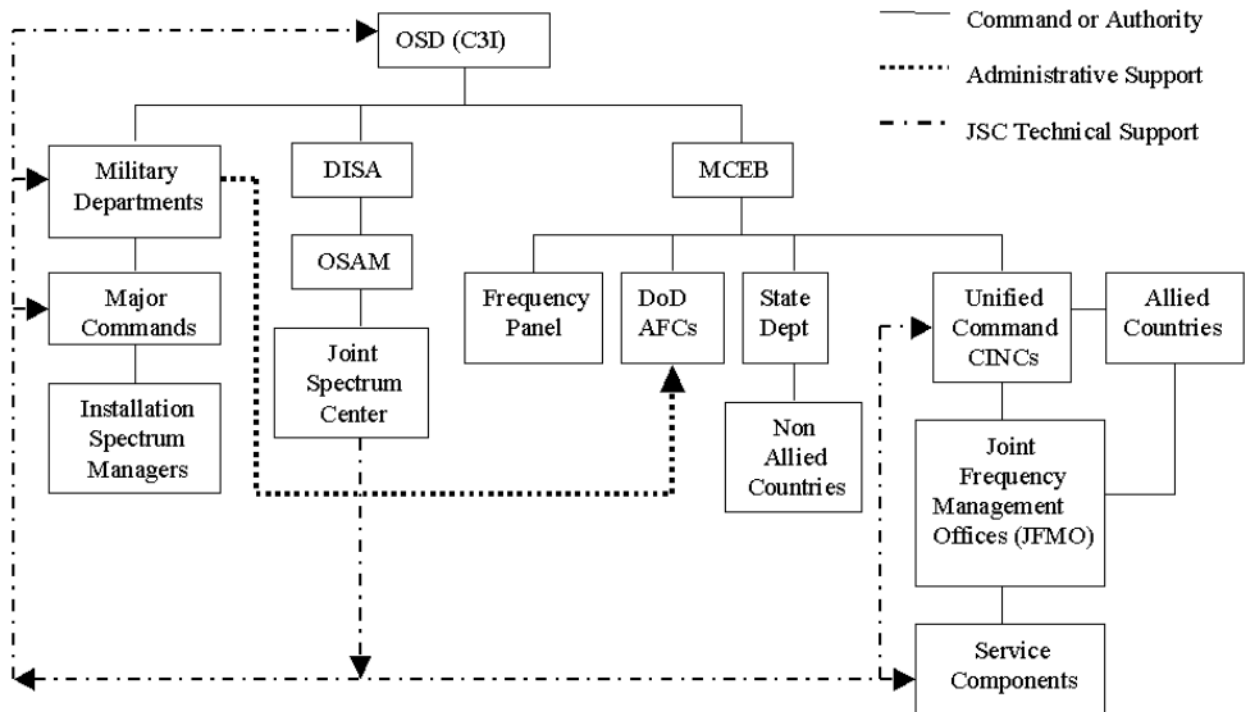 OSD (C3I)
Command or Authority
Administrative Support
JSC Technical Support
Military
Departments
DISA
MCEB
OSAM
Major
Commands
Frequency
Panel
DoD
AFCs
State
Dept
Unified
Command
CINCs
Allied
Countries
Joint
Spectrum
Center
Installation
Spectrum
Managers
Non
Allied
Countries
Joint
Frequency
Management
Offices (JFMO)
Service
Components